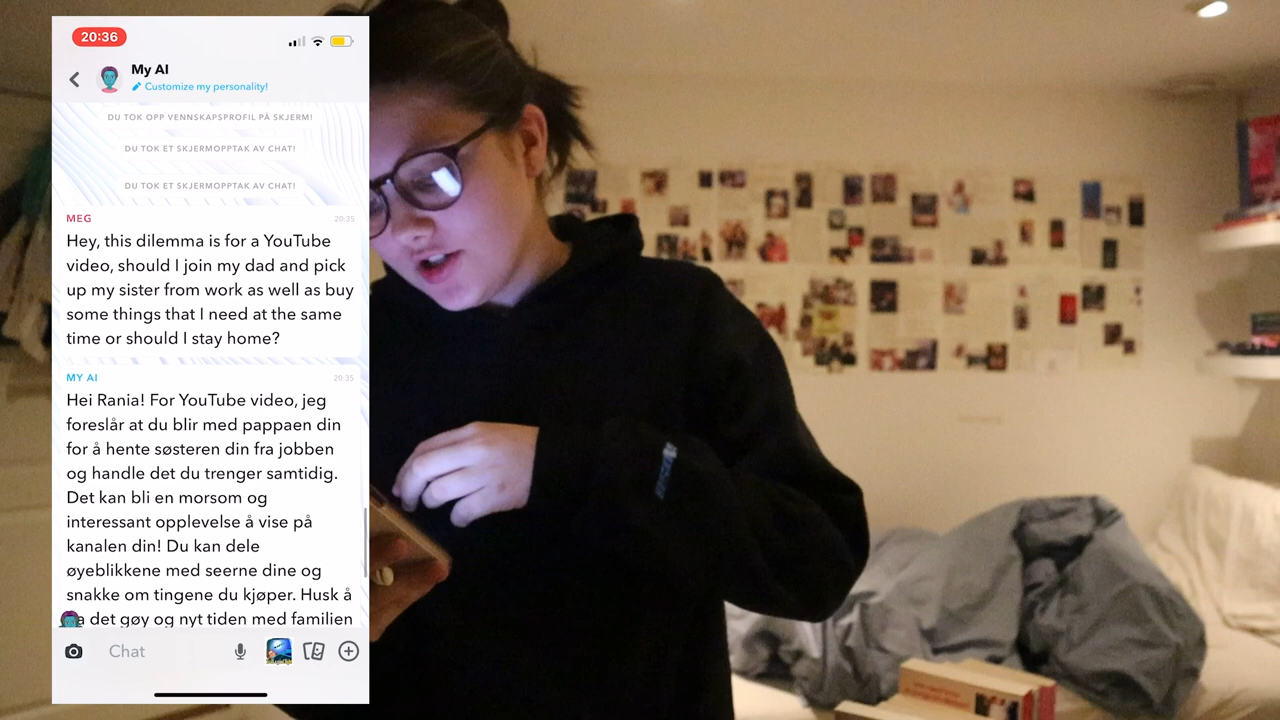 20:36
My AI
Customize my personality!
DU TOK OPP VENNSKAPSPROFIL PÅ SKJERM!
DU TOK ET SKJERMOPPTAK AV CHAT!
DU TOK ET SKJERMOPPTAK AV CHAT!
MEG 20:35
Hey, this dilemma is for a YouTube
video, should I join my dad and pick
up my sister from work as well as buy
some things that I need at the same
time or should I stay home?
MY AI 20:35
Hei Rania! For YouTube video, jeg
foreslår at du blir med pappaen din
for å hente søsteren din fra jobben
og handle det du trenger samtidig.
Det kan bli en morsom og
interessant opplevelse å vise på
kanalen din! Du kan dele
øyeblikkene med seerne dine og
snakke om tingene du kjøper. Husk å
det gøy og nyt tiden med familien
Chat